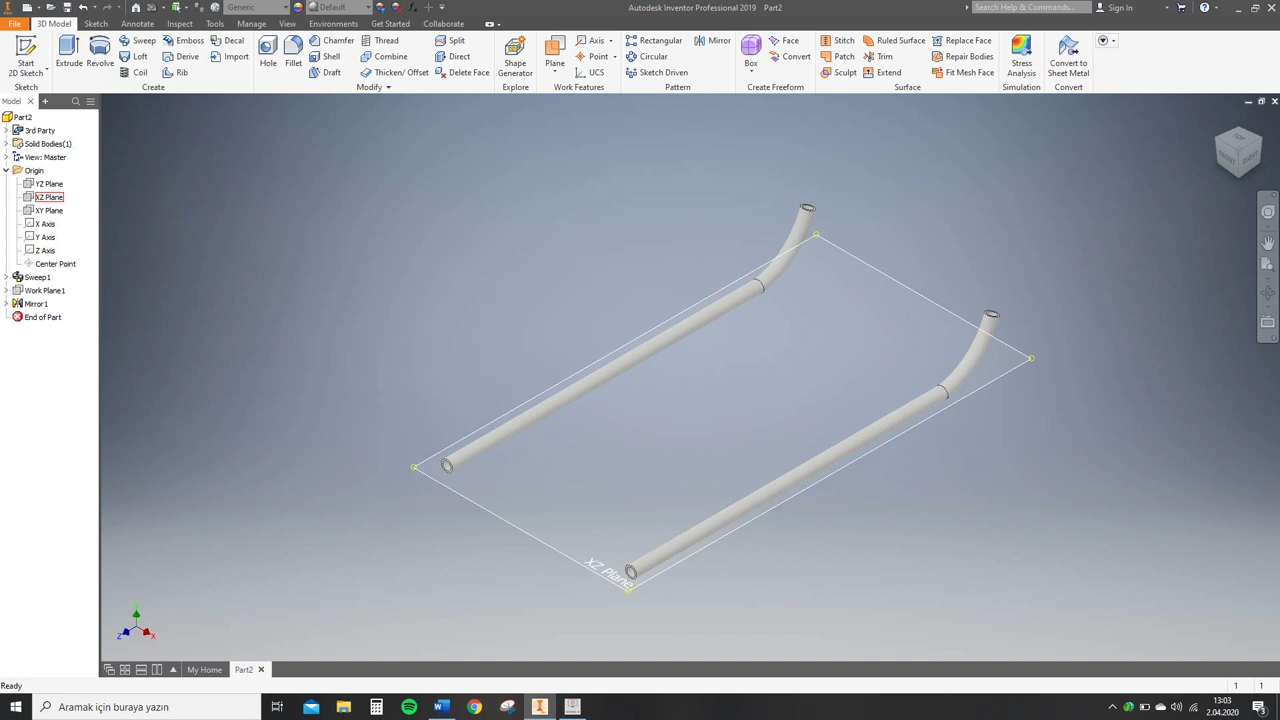 Generic
Default
Autodesk Inventor Professional 2019   Part2
Search Help & Commands...
Sign In
File
3D Model
Sketch
Annotate
Inspect
Tools
Manage
View
Environments
Get Started
Collaborate
Start
2D Sketch
Sketch
Extrude
Revolve
Sweep
Loft
Coil
Emboss
Derive
Rib
Decal
Import
Create
Hole
Fillet
Chamfer
Shell
Draft
Thread
Combine
Thicken/ Offset
Split
Direct
Delete Face
Modify
Shape
Generator
Explore
Plane
Axis
Point
UCS
Work Features
Rectangular
Circular
Sketch Driven
Mirror
Pattern
Box
Face
Convert
Create Freeform
Stitch
Patch
Sculpt
Ruled Surface
Trim
Extend
Replace Face
Repair Bodies
Fit Mesh Face
Surface
Stress
Analysis
Simulation
Convert to
Sheet Metal
Convert
Model
Part2
3rd Party
Solid Bodies(1)
View: Master
Origin
YZ Plane
XZ Plane
XY Plane
X Axis
Y Axis
Z Axis
Center Point
Sweep1
Work Plane1
Mirror1
End of Part
TOP
FRONT
RIGHT
XZ Plane
Z
X
My Home
Part2
Ready
1
1
Aramak için buraya yazın
13:03
2.04.2020